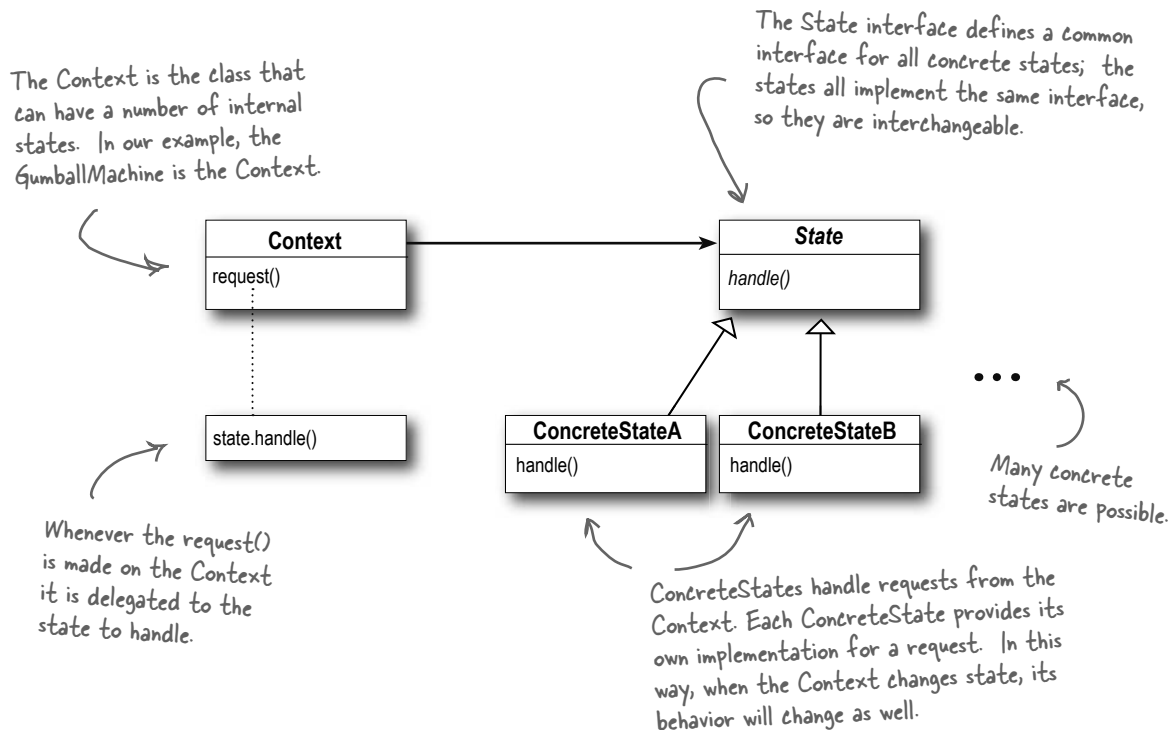 The Context is the class that
can have a number of internal
states. In our example, the
GumballMachine is the Context.
The State interface defines a common
interface for all concrete states; the
states all implement the same interface,
so they are interchangeable.
Context
request()
State
handle()
state.handle()
ConcreteStateA
handle()
ConcreteStateB
handle()
...
Many concrete
states are possible.
Whenever the request()
is made on the Context
it is delegated to the
state to handle.
ConcreteStates handle requests from the
Context. Each ConcreteState provides its
own implementation for a request. In this
way, when the Context changes state, its
behavior will change as well.